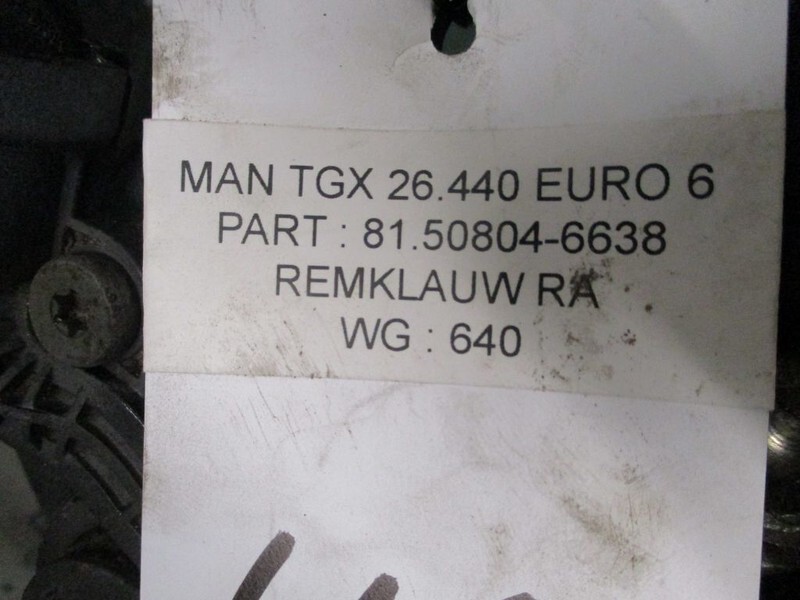 MAN TGX 26.440 EURO 6
PART : 81.50804-6638
REMKLAUW RA
WG : 640